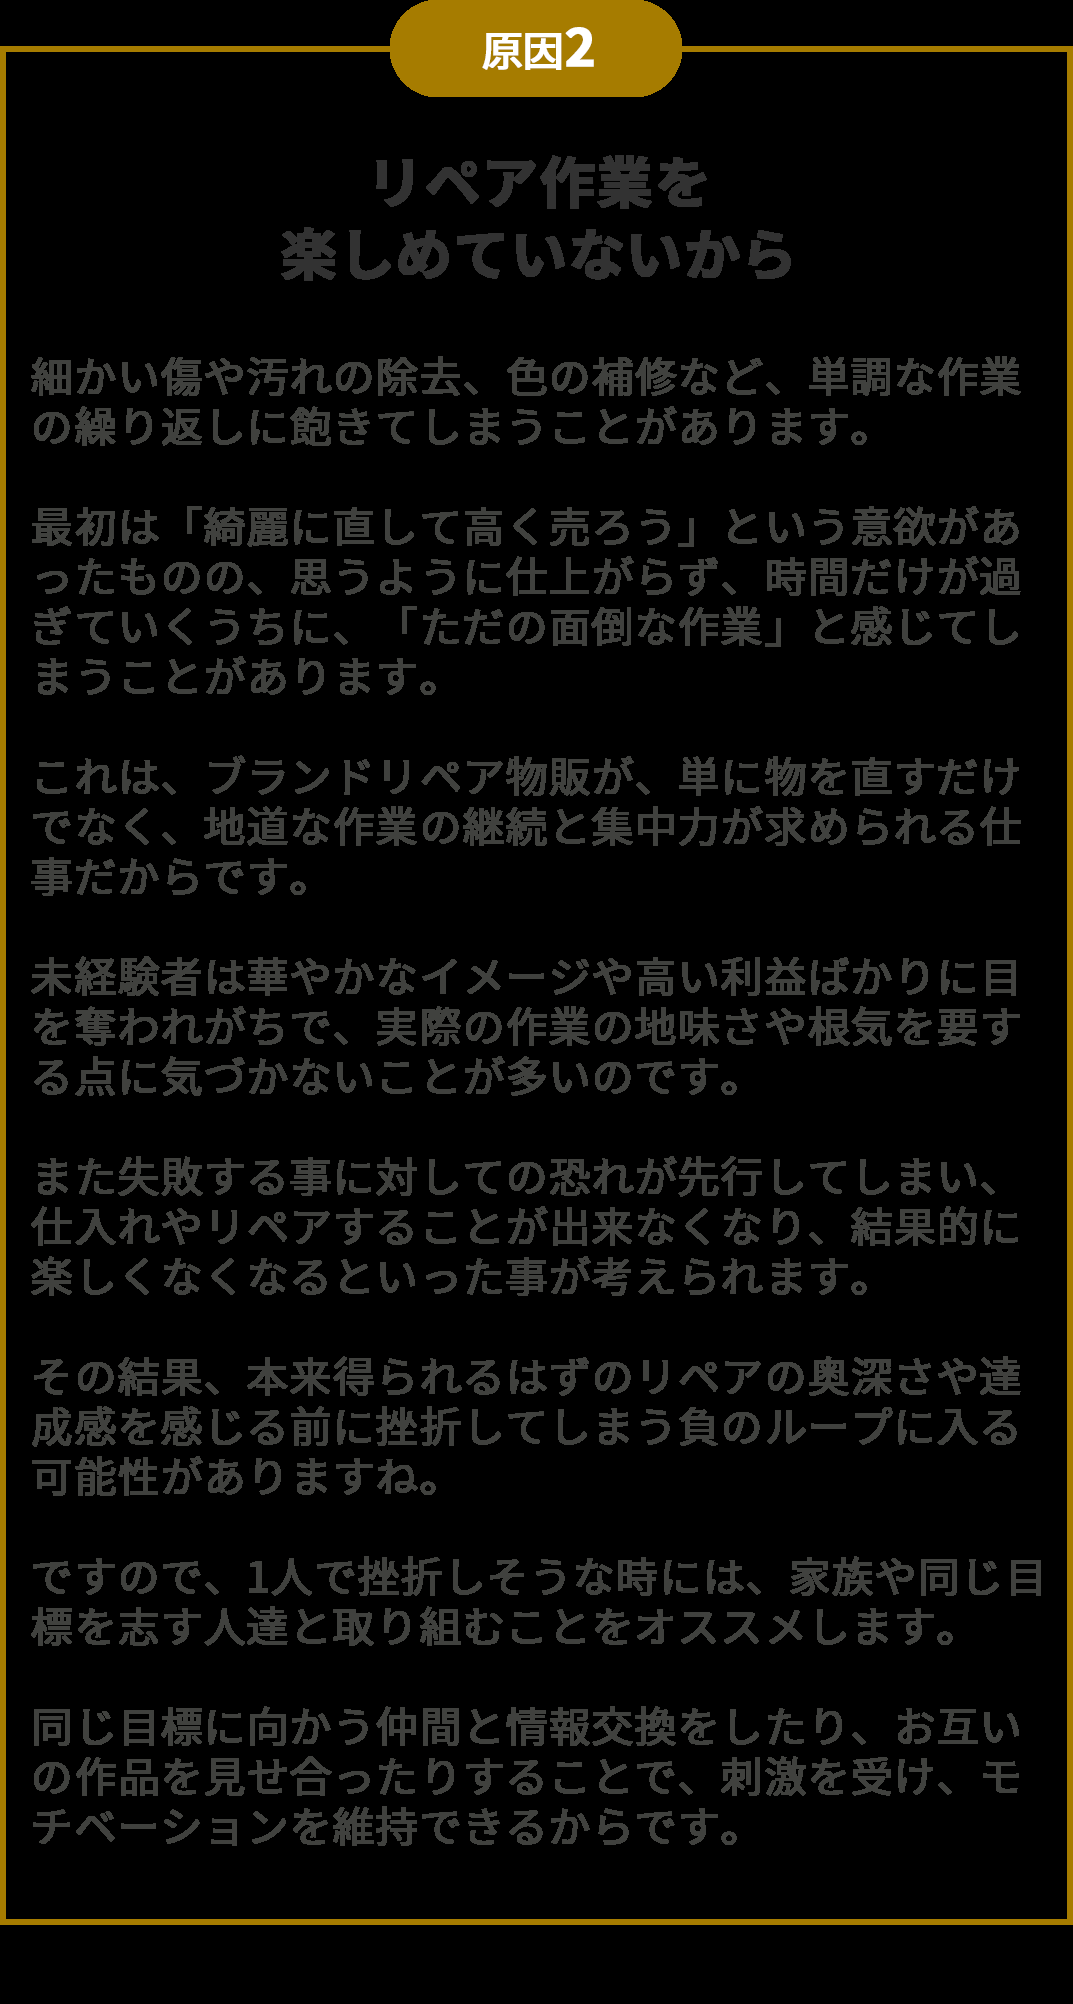 原因2
リペア作業を
楽しめていないから
細かい傷や汚れの除去、色の補修など、単調な作業
の繰り返しに飽きてしまうことがあります。
最初は「綺麗に直して高く売ろう」という意欲があ
ったものの、思うように仕上がらず、時間だけが過
ぎていくうちに、「ただの面倒な作業」と感じてし
まうことがあります。
これは、ブランドリペア物販が、単に物を直すだけ
でなく、地道な作業の継続と集中力が求められる仕
事だからです。
未経験者は華やかなイメージや高い利益ばかりに目
を奪われがちで、実際の作業の地味さや根気を要す
る点に気づかないことが多いのです。
また失敗する事に対しての恐れが先行してしまい、
仕入れやリペアすることが出来なくなり、結果的に
楽しくなくなるといった事が考えられます。
その結果、本来得られるはずのリペアの奥深さや達
成感を感じる前に挫折してしまう負のループに入る
可能性がありますね。
ですので、1人で挫折しそうな時には、家族や同じ目
標を志す人達と取り組むことをオススメします。
同じ目標に向かう仲間と情報交換をしたり、お互い
の作品を見せ合ったりすることで、刺激を受け、モ
チベーションを維持できるからです。